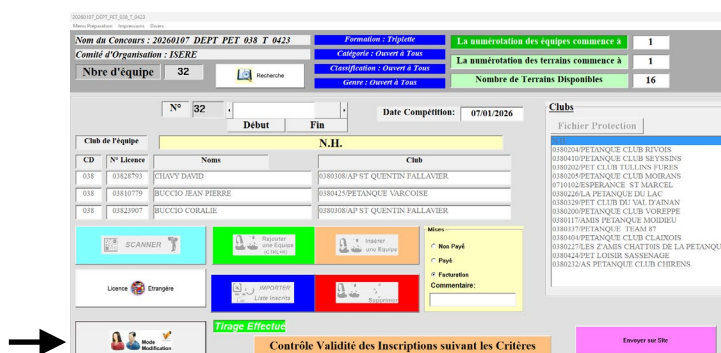 20260107_DEPT_PET_038_T_0423
Menu Préparation Impressions Divers
Nom du Concours : 20260107 DEPT PET 038 T 0423
Formation : Triplette
La numérotation des équipes commence à 1
Comité d'Organisation : ISERE
Catégorie : Ouvert à Tous
La numérotation des terrains commence à 1
Nbre d'équipe 32
Recherche
Classification : Ouvert à Tous
Genre : Ouvert à Tous
Nombre de Terrains Disponibles 16
N° 32
Début Fin
Date Compétition: 07/01/2026
Clubs
Fichier Protection
Club de l'équipe N.H.
CD N° Licence Noms Club
038 03828793 CHAVY DAVID 0380308/AP ST QUENTIN FALLAVIER
038 03810779 BUCCIO JEAN PIERRE 0380425/PETANQUE VARCOISE
038 03823907 BUCCIO CORALIE 0380308/AP ST QUENTIN FALLAVIER
0380204/PETANQUE CLUB RIVOIS
0380410/PETANQUE CLUB SEYSSINS
0380202/PET CLUB TULLINS FURES
0380205/PETANQUE CLUB MOIRANS
0710102/ESPERANCE ST MARCEL
0380226/LA PETANQUE DU LAC
0380329/PET CLUB DU VAL D'AINAN
0380200/PETANQUE CLUB VOREPPE
0380117/AMIS PETANQUE MOIDIEU
0380337/PETANQUE TEAM 87
0380404/PETANQUE CLUB CLAIXOIS
0380227/LES Z'AMIS CHATTOIS DE LA PETANQU
0380424/PET LOISIR SASSENAGE
0380232/AS PETANQUE CLUB CHIRENS
SCANNER
Rajouter
une Equipe
Insérer
une Equipe
Mises
Non Payé
Payé
Facturation
Commentaire:
Licence Etrangère
IMPORTER
Liste Inscrits
Supprimer
Mode
Modification
Tirage Effectué
Contrôle Validité des Inscriptions suivant les Critères
Envoyer sur Site